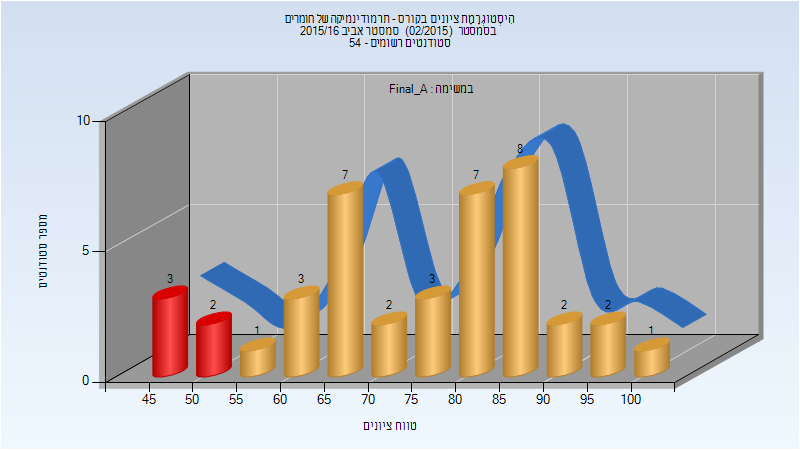 היסטוגרמת ציונים בקורס - תרמודינמיקה של חומרים
בסמסטר (02/2015) סמסטר אביב 2015/16
סטודנטים רשומים - 54
במשימה : Final_A
מספר סטודנטים
10
5
0
3
2
1
3
7
2
3
7
8
2
2
1
45 50 55 60 65 70 75 80 85 90 95 100
טווח ציונים